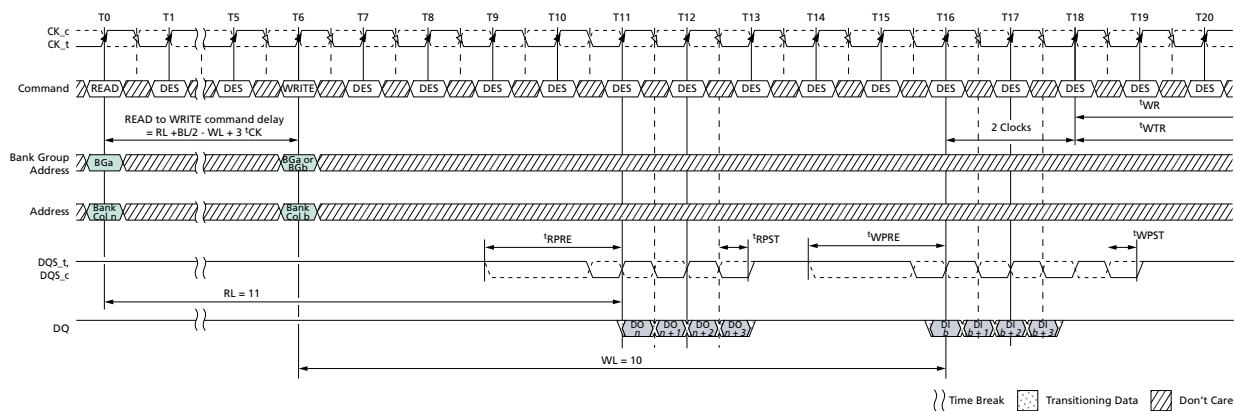 T0 T1 T5 T6 T7 T8 T9 T10 T11 T12 T13 T14 T15 T16 T17 T18 T19 T20
CK_c
CK_t
Command READ DES DES WRITE DES DES DES DES DES DES DES DES DES DES DES DES DES DES
READ to WRITE command delay
= RL +BL/2 - WL + 3 tCK
2 Clocks
tWR
tWTR
Bank Group
Address
BGa
BGa or
BGb
Address
Bank
Col n
Bank
Col b
tRPRE
tRPST
tWPRE
tWPST
DQS_t,
DQS_c
RL = 11
DQ
DO
n
DO
n + 1
DO
n + 2
DO
n + 3
DI
b
DI
b + 1
DI
b + 2
DI
b + 3
WL = 10
Time Break Transitioning Data Don't Care